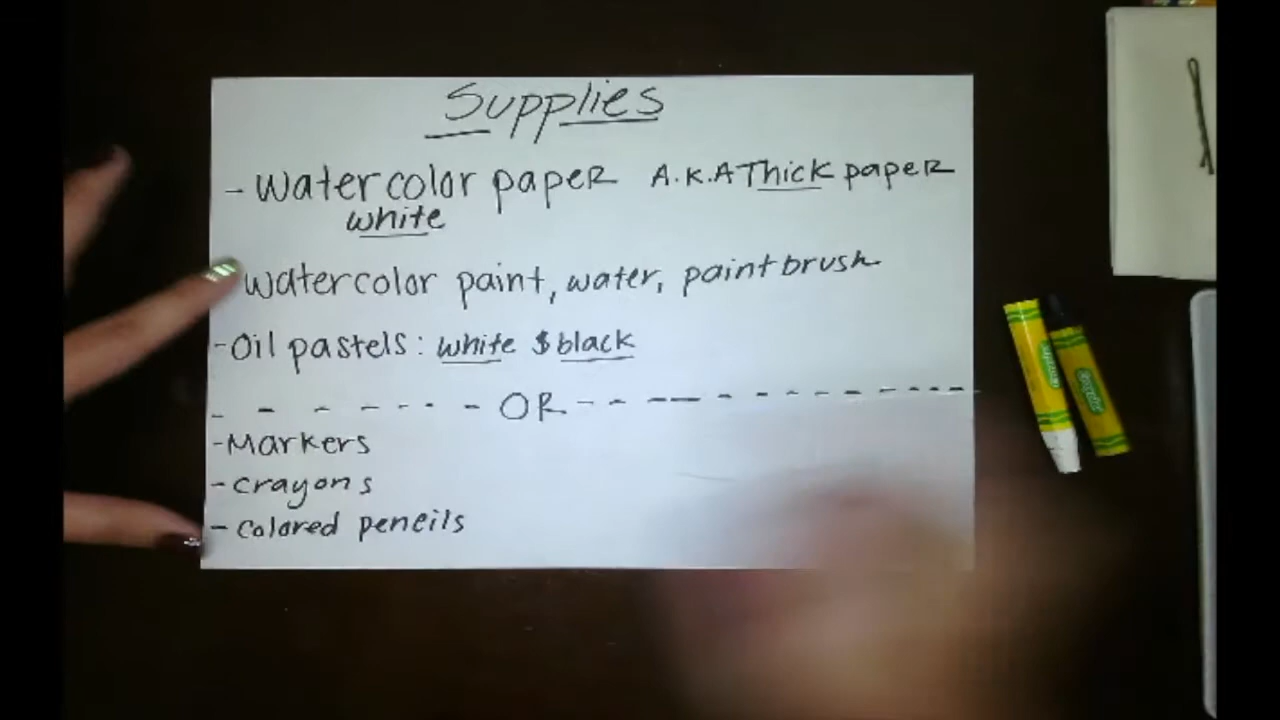 Supplies
- Watercolor paper A.K.A Thick paper
white
watercolor paint, water, paintbrush
- Oil pastels: white & black
- - - - - - - OR - - - - - - - - - - -
- Markers
- Crayons
- Colored pencils